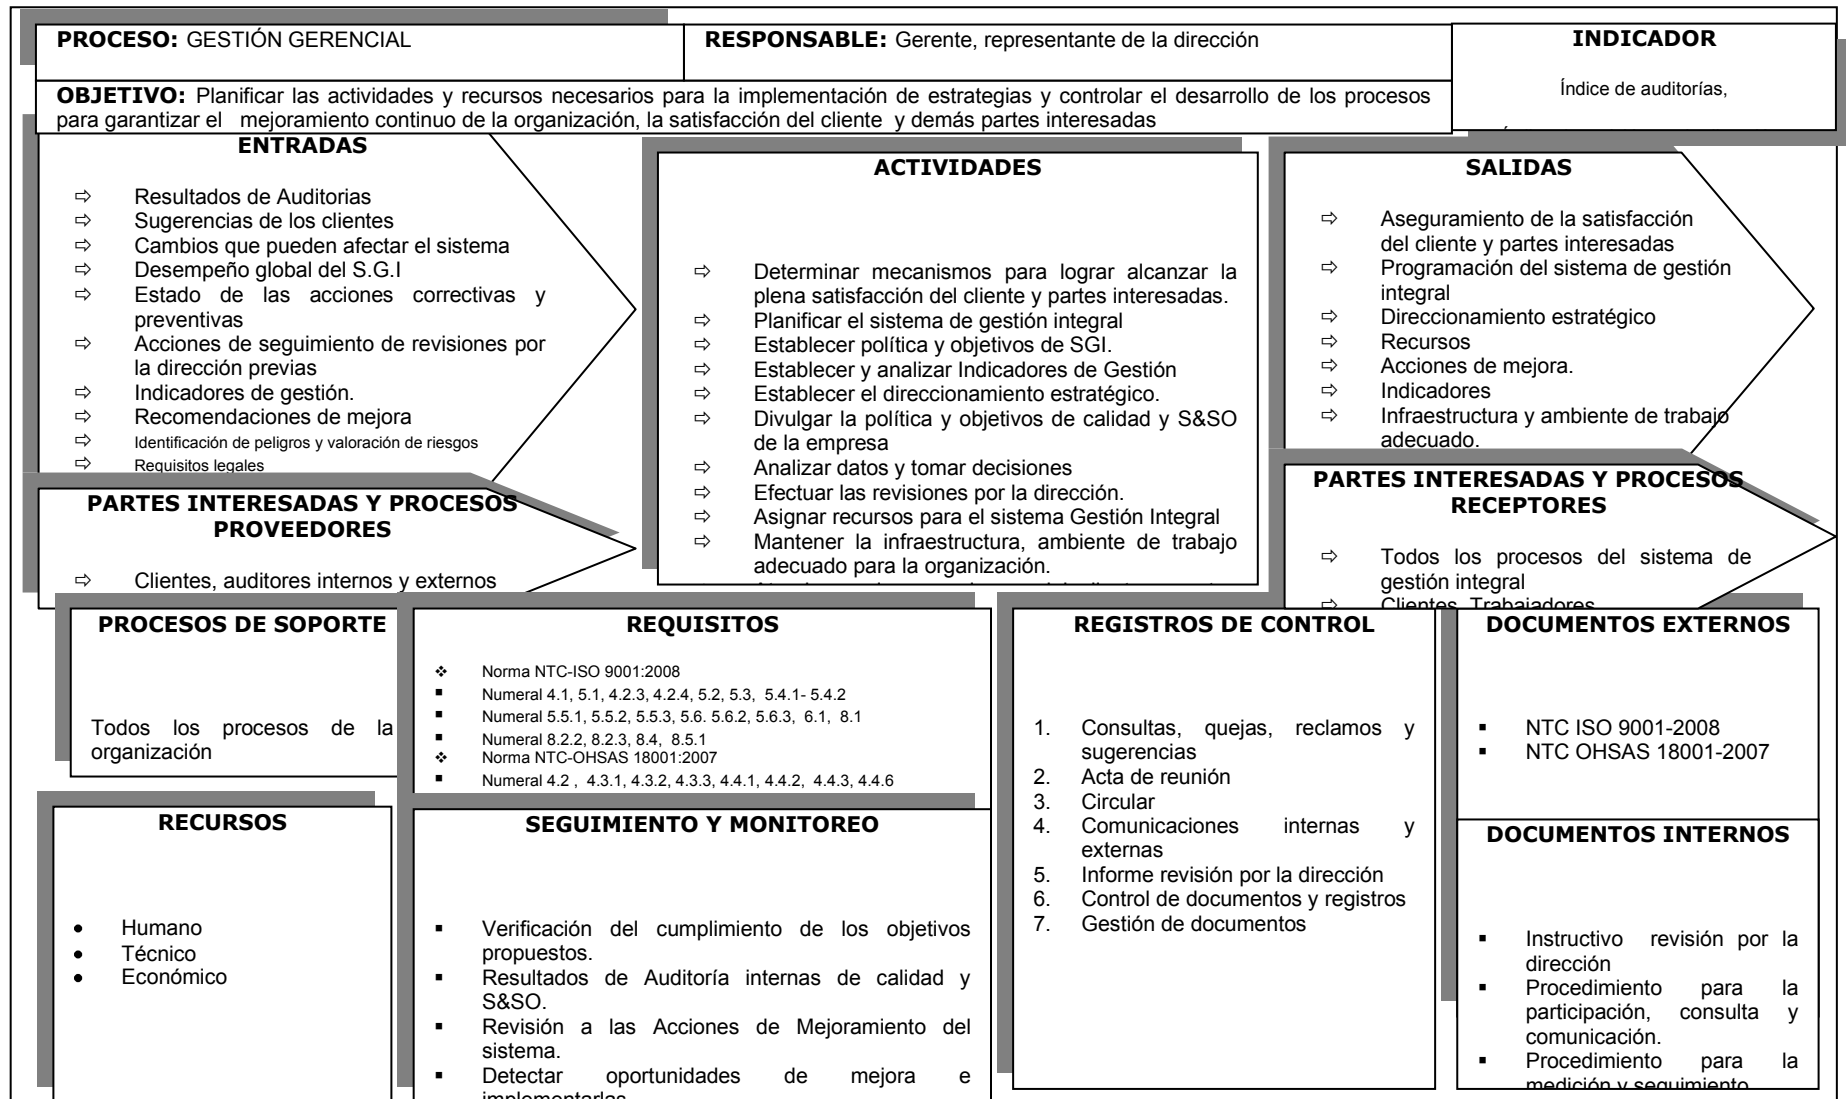 PROCESO: GESTIÓN GERENCIAL
RESPONSABLE: Gerente, representante de la dirección
INDICADOR
Índice de auditorías,
OBJETIVO: Planificar las actividades y recursos necesarios para la implementación de estrategias y controlar el desarrollo de los procesos
para garantizar el mejoramiento continuo de la organización, la satisfacción del cliente y demás partes interesadas
ENTRADAS
⇨ Resultados de Auditorias
⇨ Sugerencias de los clientes
⇨ Cambios que pueden afectar el sistema
⇨ Desempeño global del S.G.I
⇨ Estado de las acciones correctivas y
preventivas
⇨ Acciones de seguimiento de revisiones por
la dirección previas
⇨ Indicadores de gestión.
⇨ Recomendaciones de mejora
⇨ Identificación de peligros y valoración de riesgos
⇨ Requisitos legales
PARTES INTERESADAS Y PROCESOS
PROVEEDORES
⇨ Clientes, auditores internos y externos
ACTIVIDADES
⇨ Determinar mecanismos para lograr alcanzar la
plena satisfacción del cliente y partes interesadas.
⇨ Planificar el sistema de gestión integral
⇨ Establecer política y objetivos de SGI.
⇨ Establecer y analizar Indicadores de Gestión
⇨ Establecer el direccionamiento estratégico.
⇨ Divulgar la política y objetivos de calidad y S&SO
de la empresa
⇨ Analizar datos y tomar decisiones
⇨ Efectuar las revisiones por la dirección.
⇨ Asignar recursos para el sistema Gestión Integral
⇨ Mantener la infraestructura, ambiente de trabajo
adecuado para la organización.
SALIDAS
⇨ Aseguramiento de la satisfacción
del cliente y partes interesadas
⇨ Programación del sistema de gestión
integral
⇨ Direccionamiento estratégico
⇨ Recursos
⇨ Acciones de mejora.
⇨ Indicadores
⇨ Infraestructura y ambiente de trabajo
adecuado.
PARTES INTERESADAS Y PROCESOS
RECEPTORES
⇨ Todos los procesos del sistema de
gestión integral
⇨ Clientes, Trabajadores
PROCESOS DE SOPORTE
Todos los procesos de la
organización
REQUISITOS
❖ Norma NTC-ISO 9001:2008
▪ Numeral 4.1, 5.1, 4.2.3, 4.2.4, 5.2, 5.3, 5.4.1- 5.4.2
▪ Numeral 5.5.1, 5.5.2, 5.5.3, 5.6. 5.6.2, 5.6.3, 6.1, 8.1
▪ Numeral 8.2.2, 8.2.3, 8.4, 8.5.1
❖ Norma NTC-OHSAS 18001:2007
▪ Numeral 4.2 , 4.3.1, 4.3.2, 4.3.3, 4.4.1, 4.4.2, 4.4.3, 4.4.6
REGISTROS DE CONTROL
1. Consultas, quejas, reclamos y
sugerencias
2. Acta de reunión
3. Circular
4. Comunicaciones internas y
externas
5. Informe revisión por la dirección
6. Control de documentos y registros
7. Gestión de documentos
DOCUMENTOS EXTERNOS
▪ NTC ISO 9001-2008
▪ NTC OHSAS 18001-2007
RECURSOS
• Humano
• Técnico
• Económico
SEGUIMIENTO Y MONITOREO
▪ Verificación del cumplimiento de los objetivos
propuestos.
▪ Resultados de Auditoría internas de calidad y
S&SO.
▪ Revisión a las Acciones de Mejoramiento del
sistema.
▪ Detectar oportunidades de mejora e
implementarlas
DOCUMENTOS INTERNOS
▪ Instructivo revisión por la
dirección
▪ Procedimiento para la
participación, consulta y
comunicación.
▪ Procedimiento para la
medición y seguimiento